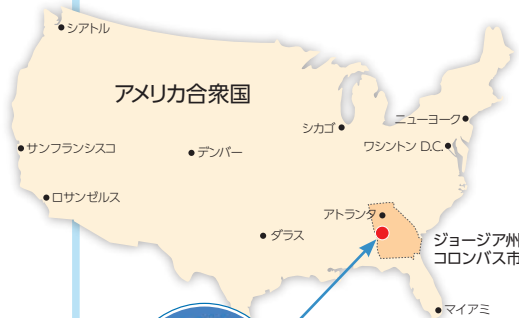 シアトル
アメリカ合衆国
シカゴ
ニューヨーク
サンフランシスコ
デンバー
ワシントン D.C.
ロサンゼルス
アトランタ
ダラス
ジョージア州
コロンバス市
マイアミ